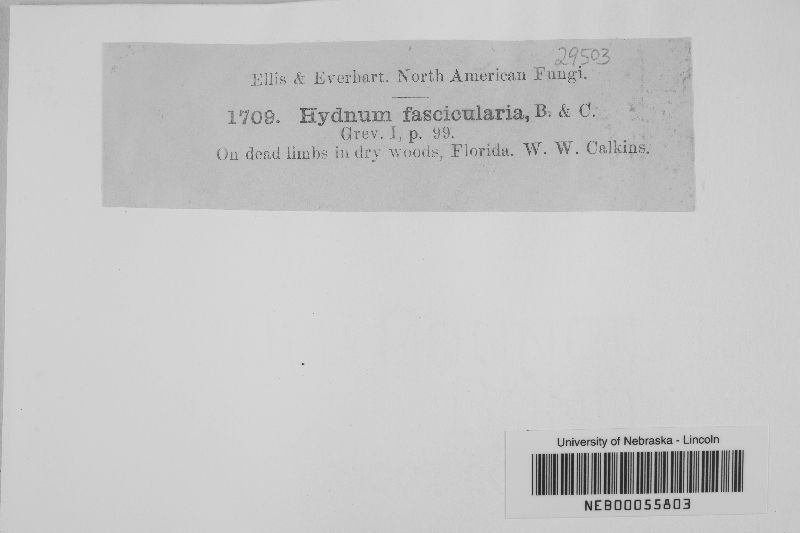 29503
Ellis & Everhart. North American Fungi.
1709. Hydnum fascicularia, B. & C.
Grev. I, p. 99.
On dead limbs in dry woods, Florida. W. W. Calkins.
University of Nebraska - Lincoln
NEB00055803